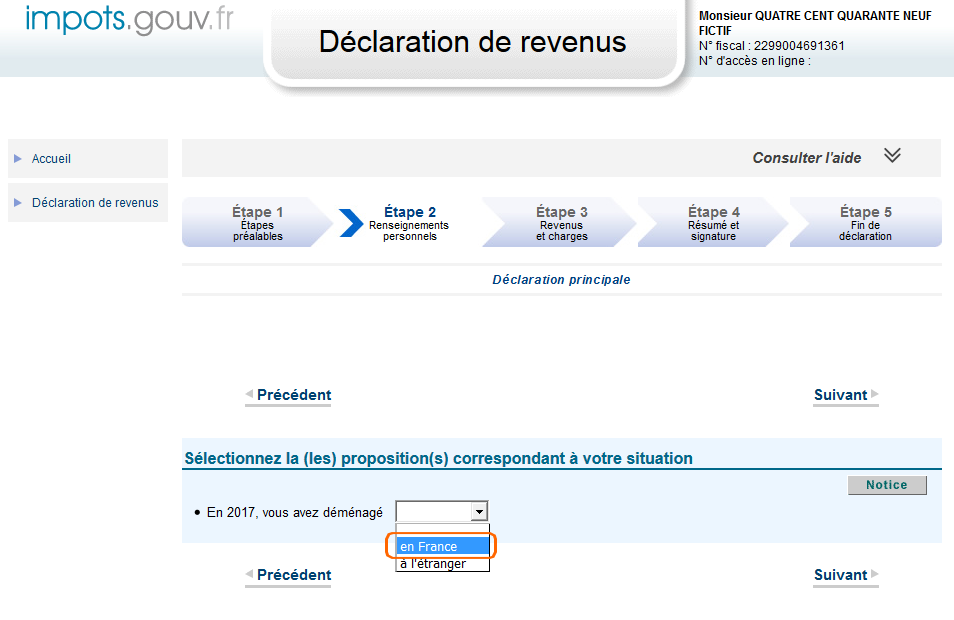 impots.gouv.fr
Déclaration de revenus
Monsieur QUATRE CENT QUARANTE NEUF
FICTIF
N° fiscal : 2299004691361
N° d'accès en ligne :
Accueil
Déclaration de revenus
Consulter l'aide
Étape 1
Étapes
préalables
Étape 2
Renseignements
personnels
Étape 3
Revenus
et charges
Étape 4
Résumé et
signature
Étape 5
Fin de
déclaration
Déclaration principale
Précédent
Suivant
Sélectionnez la (les) proposition(s) correspondant à votre situation
Notice
• En 2017, vous avez déménagé
en France
à l'étranger
Précédent
Suivant